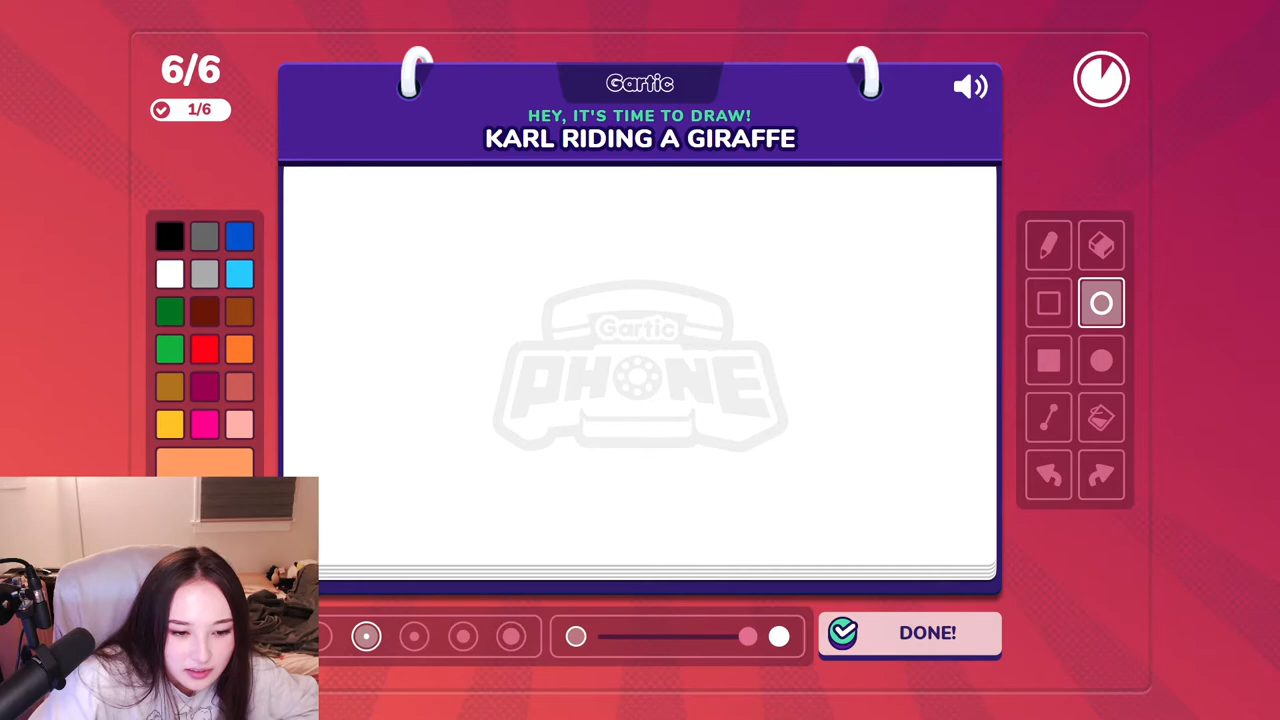 6/6
1/6
Gartic
HEY, IT'S TIME TO DRAW!
KARL RIDING A GIRAFFE
Gartic
PHONE
DONE!